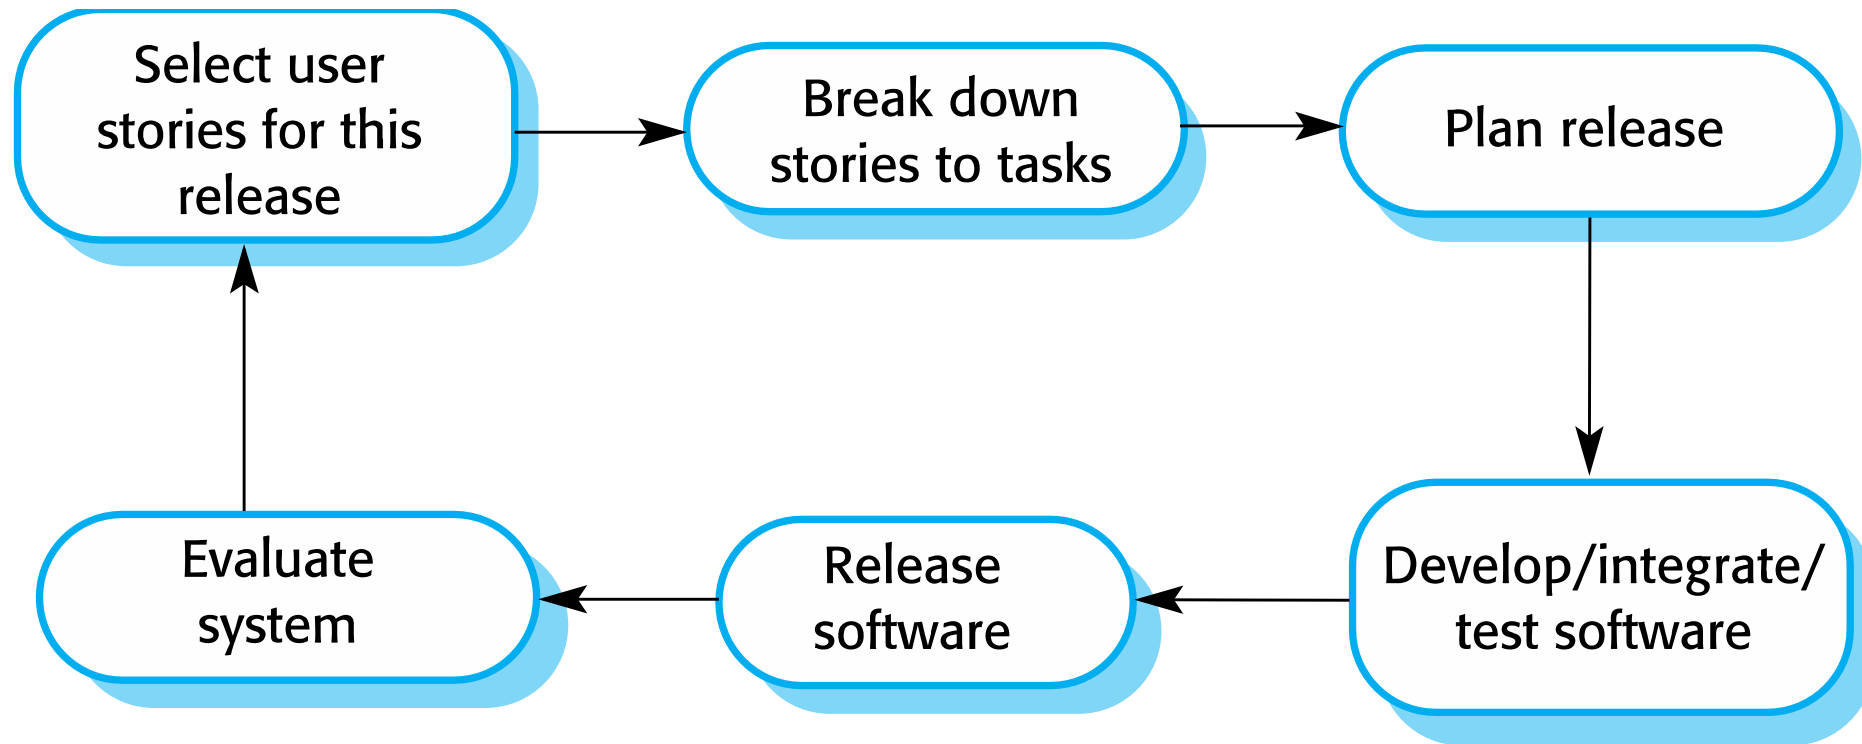 Select user
stories for this
release
Break down
stories to tasks
Plan release
Develop/integrate/
test software
Release
software
Evaluate
system